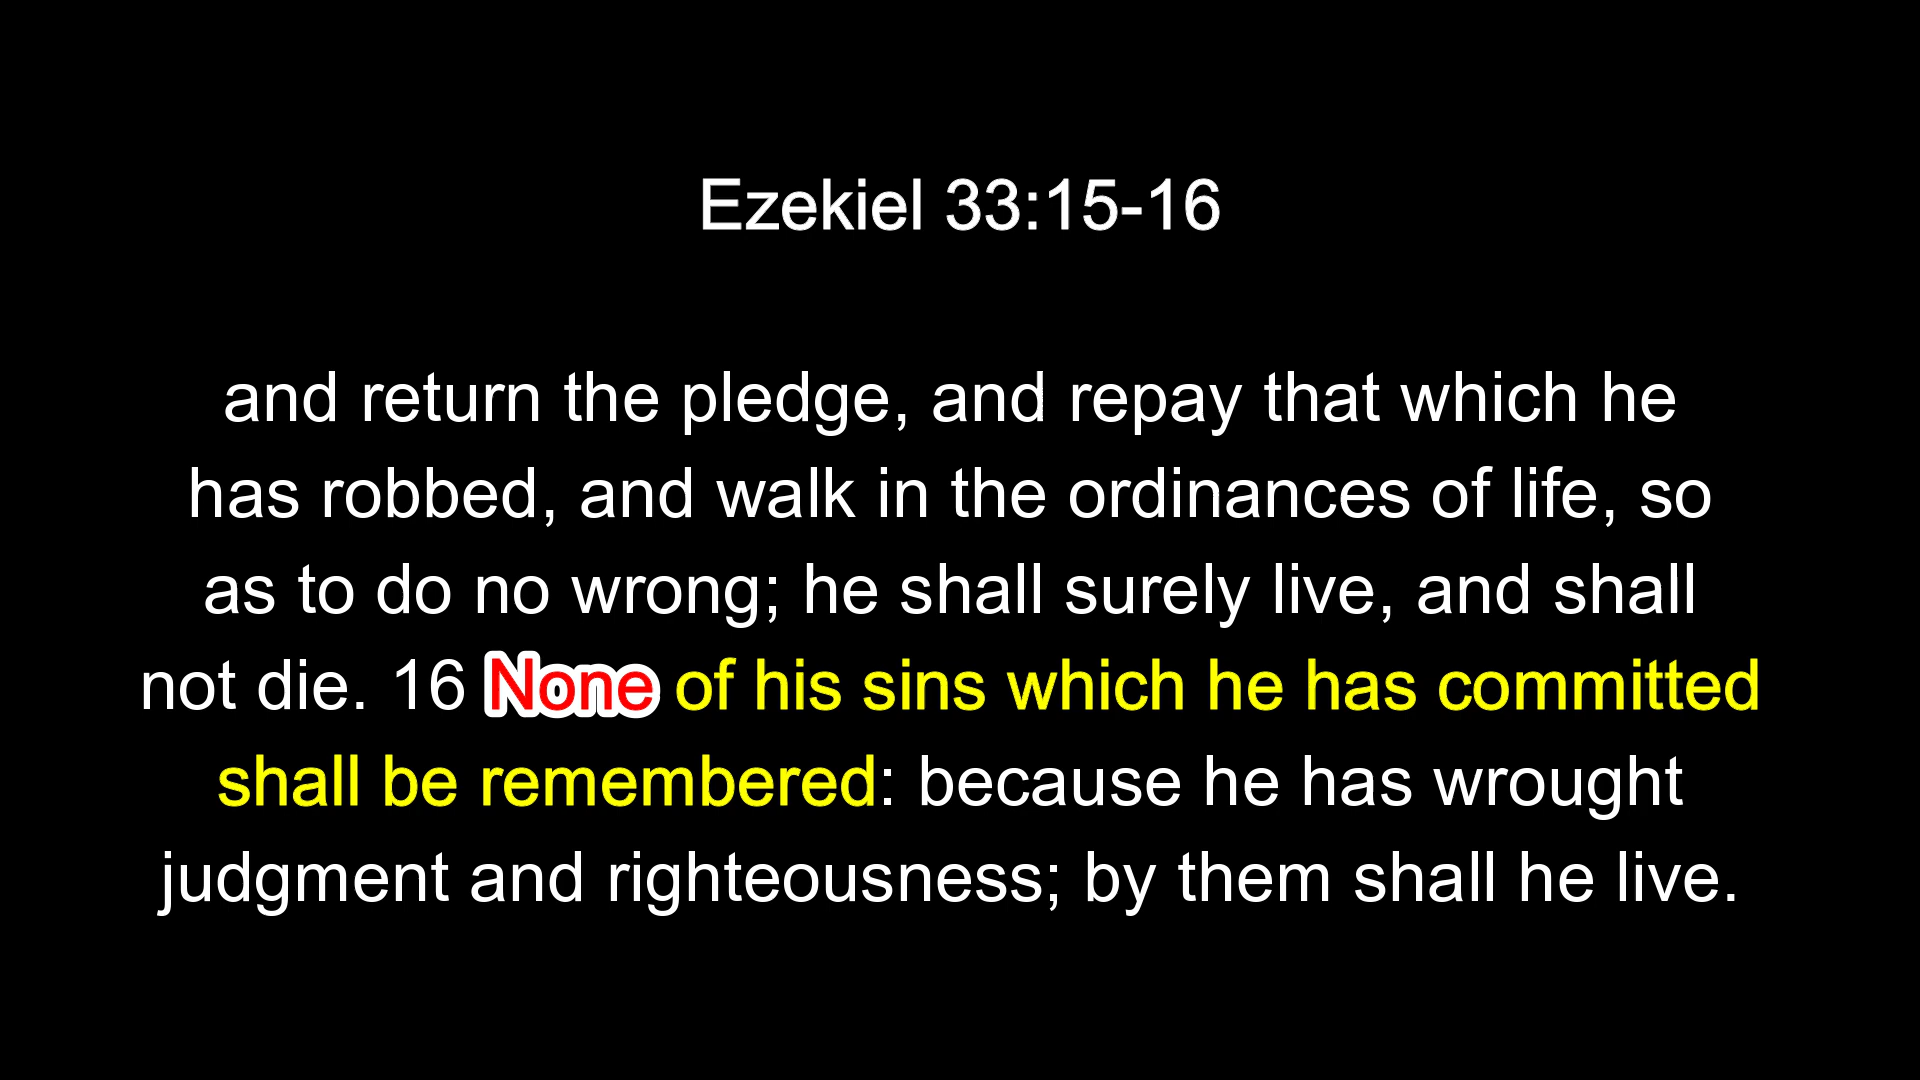 Ezekiel 33:15-16
and return the pledge, and repay that which he
has robbed, and walk in the ordinances of life, so
as to do no wrong; he shall surely live, and shall
not die. 16 None of his sins which he has committed
shall be remembered: because he has wrought
judgment and righteousness; by them shall he live.